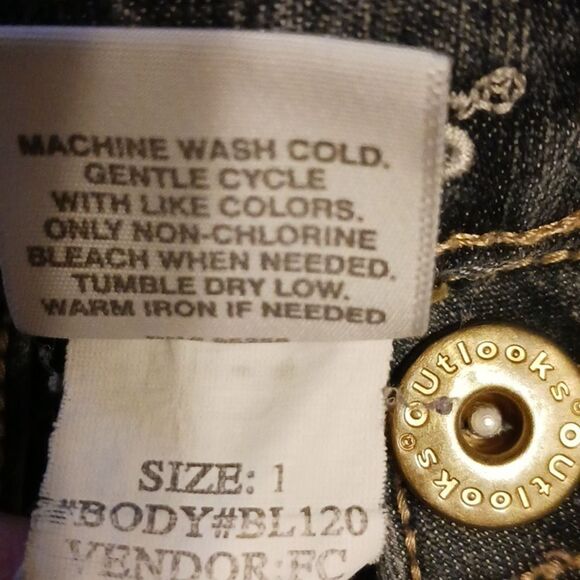 MACHINE WASH COLD.
GENTLE CYCLE
WITH LIKE COLORS.
ONLY NON-CHLORINE
BLEACH WHEN NEEDED.
TUMBLE DRY LOW.
WARM IRON IF NEEDED
SIZE: 1
#BODY#BL120
VENDOR:FC
OUtlooks OUtlooks